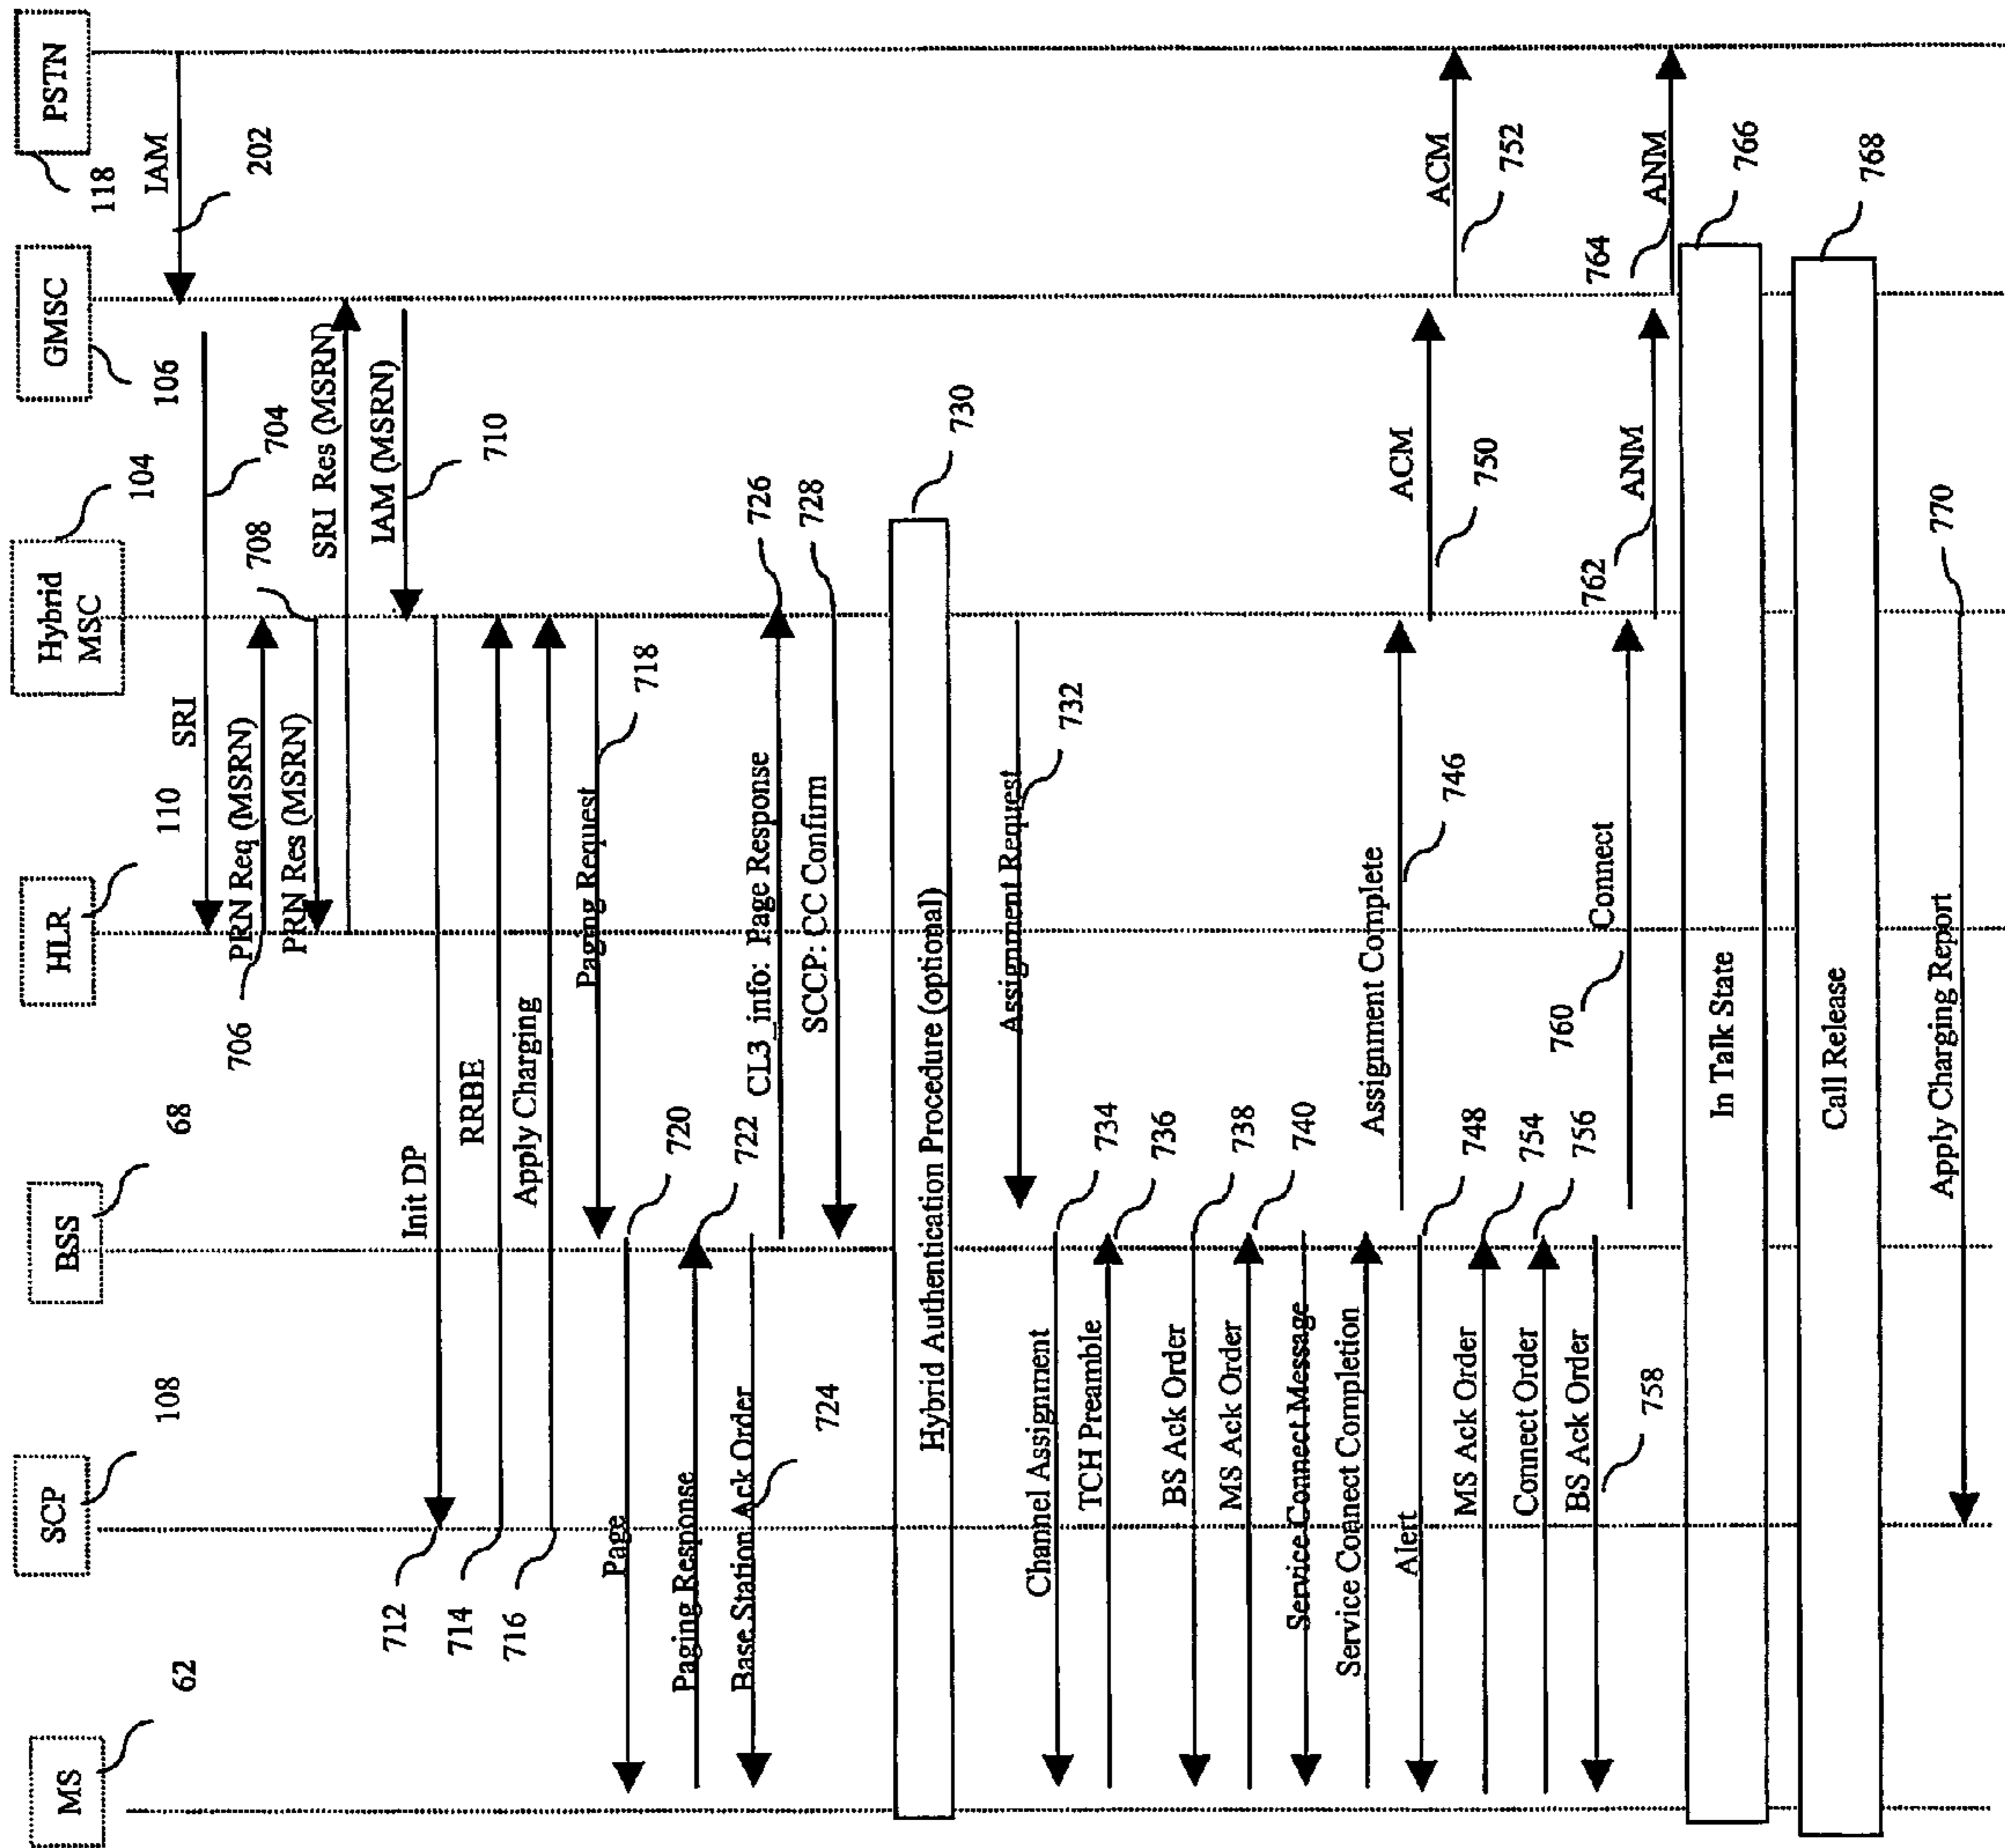 MS
62
SCP
108
BSS
68
HLR
110
Hybrid
MSC
104
GMSC
106
PSTN
118
IAM
202
SRI
704
PRN Req (MSRN)
706
PRN Res (MSRN)
708
SRI Res (MSRN)
IAM (MSRN)
710
Init DP
712
RRBE
714
Apply Charging
716
Paging Request
718
Page
720
Paging Response
722
Base Station Ack Order
724
CL3_info: Page Response
726
SCCP: CC Confirm
728
Hybrid Authentication Procedure (optional)
730
Assignment Request
732
Channel Assignment
734
TCH Preamble
736
BS Ack Order
738
MS Ack Order
740
Service Connect Message
Service Connect Completion
Assignment Complete
746
Alert
748
ACM
750
ACM
752
MS Ack Order
754
Connect Order
756
BS Ack Order
758
Connect
760
ANM
762
ANM
764
In Talk State
766
Call Release
768
Apply Charging Report
770